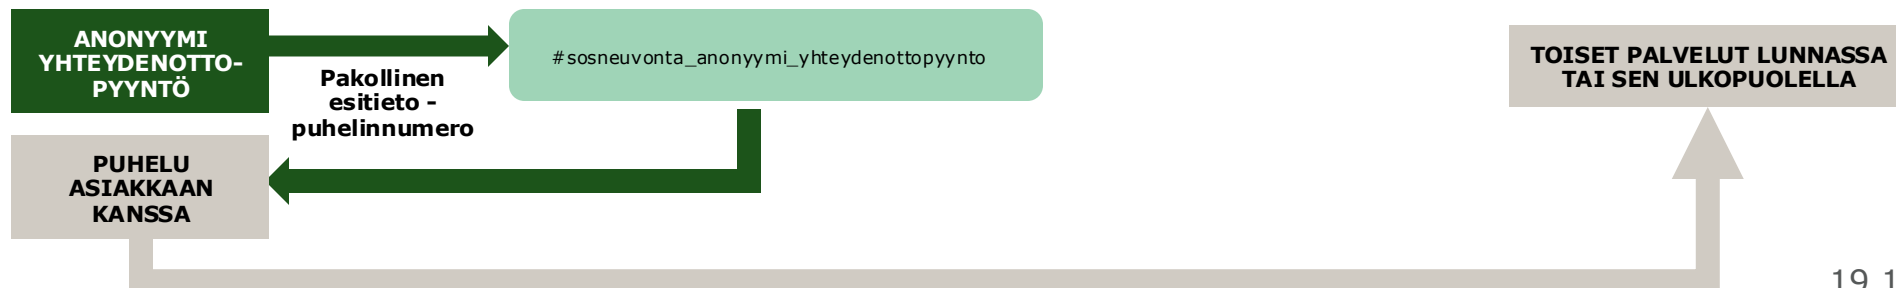 ANONYYMI
YHTEYDENOTTO-
PYYNTÖ
Pakollinen
esitieto -
puhelinnumero
#sosneuvonta_anonyymi_yhteydenottopyynto
TOISET PALVELUT LUNNASSA
TAI SEN ULKOPUOLELLA
PUHELU
ASIAKKAAN
KANSSA